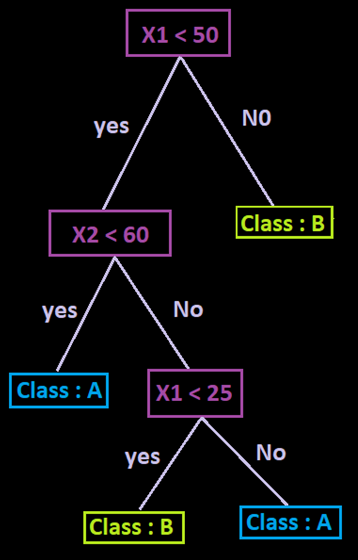 X1 < 50
yes
N0
X2 < 60
Class : B
yes
No
Class : A
X1 < 25
yes
No
Class : B
Class : A